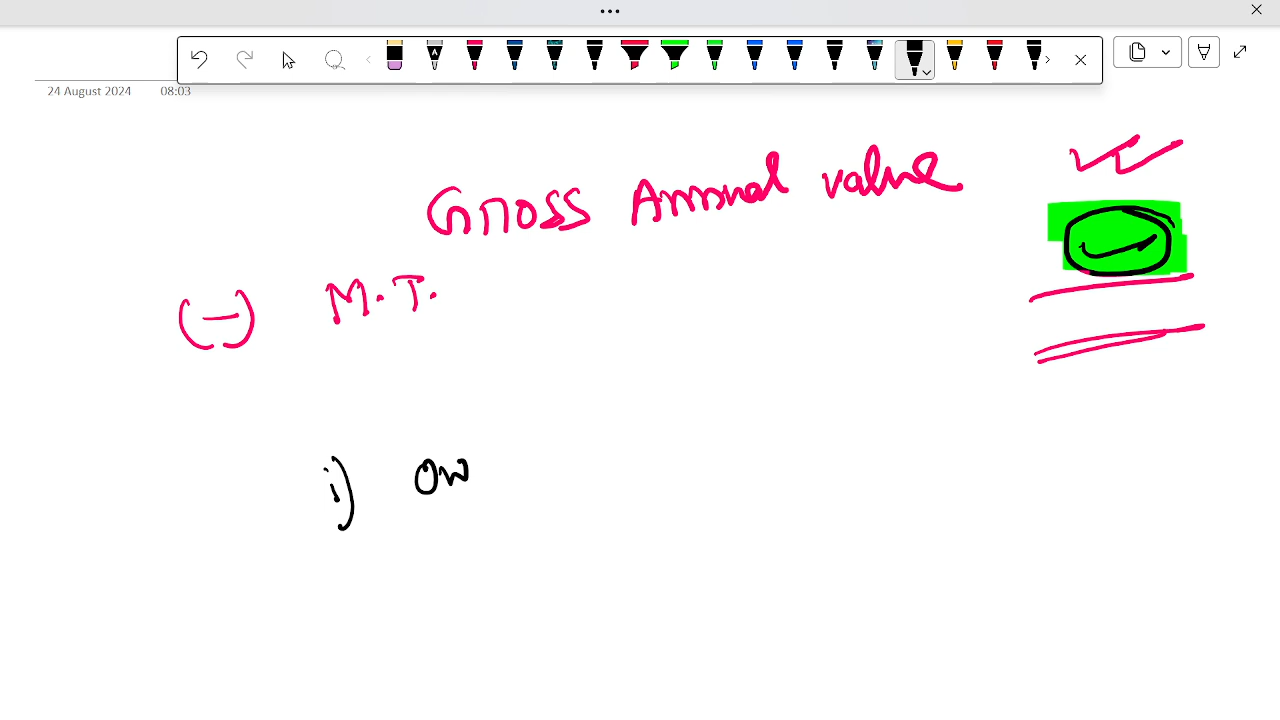 24 August 2024 08:03
Gross Annual value
(-) M.T.
i) Ow